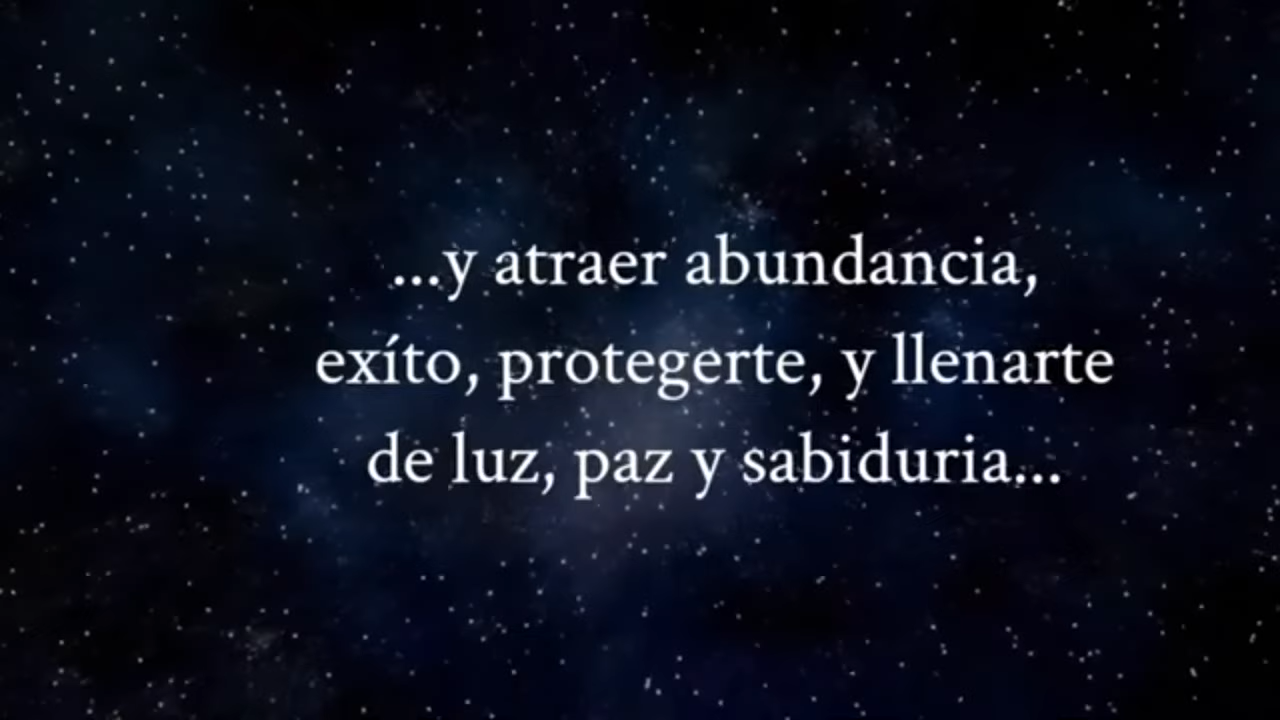 ...y atraer abundancia,
exíto, protegerte, y llenarte
de luz, paz y sabiduria...